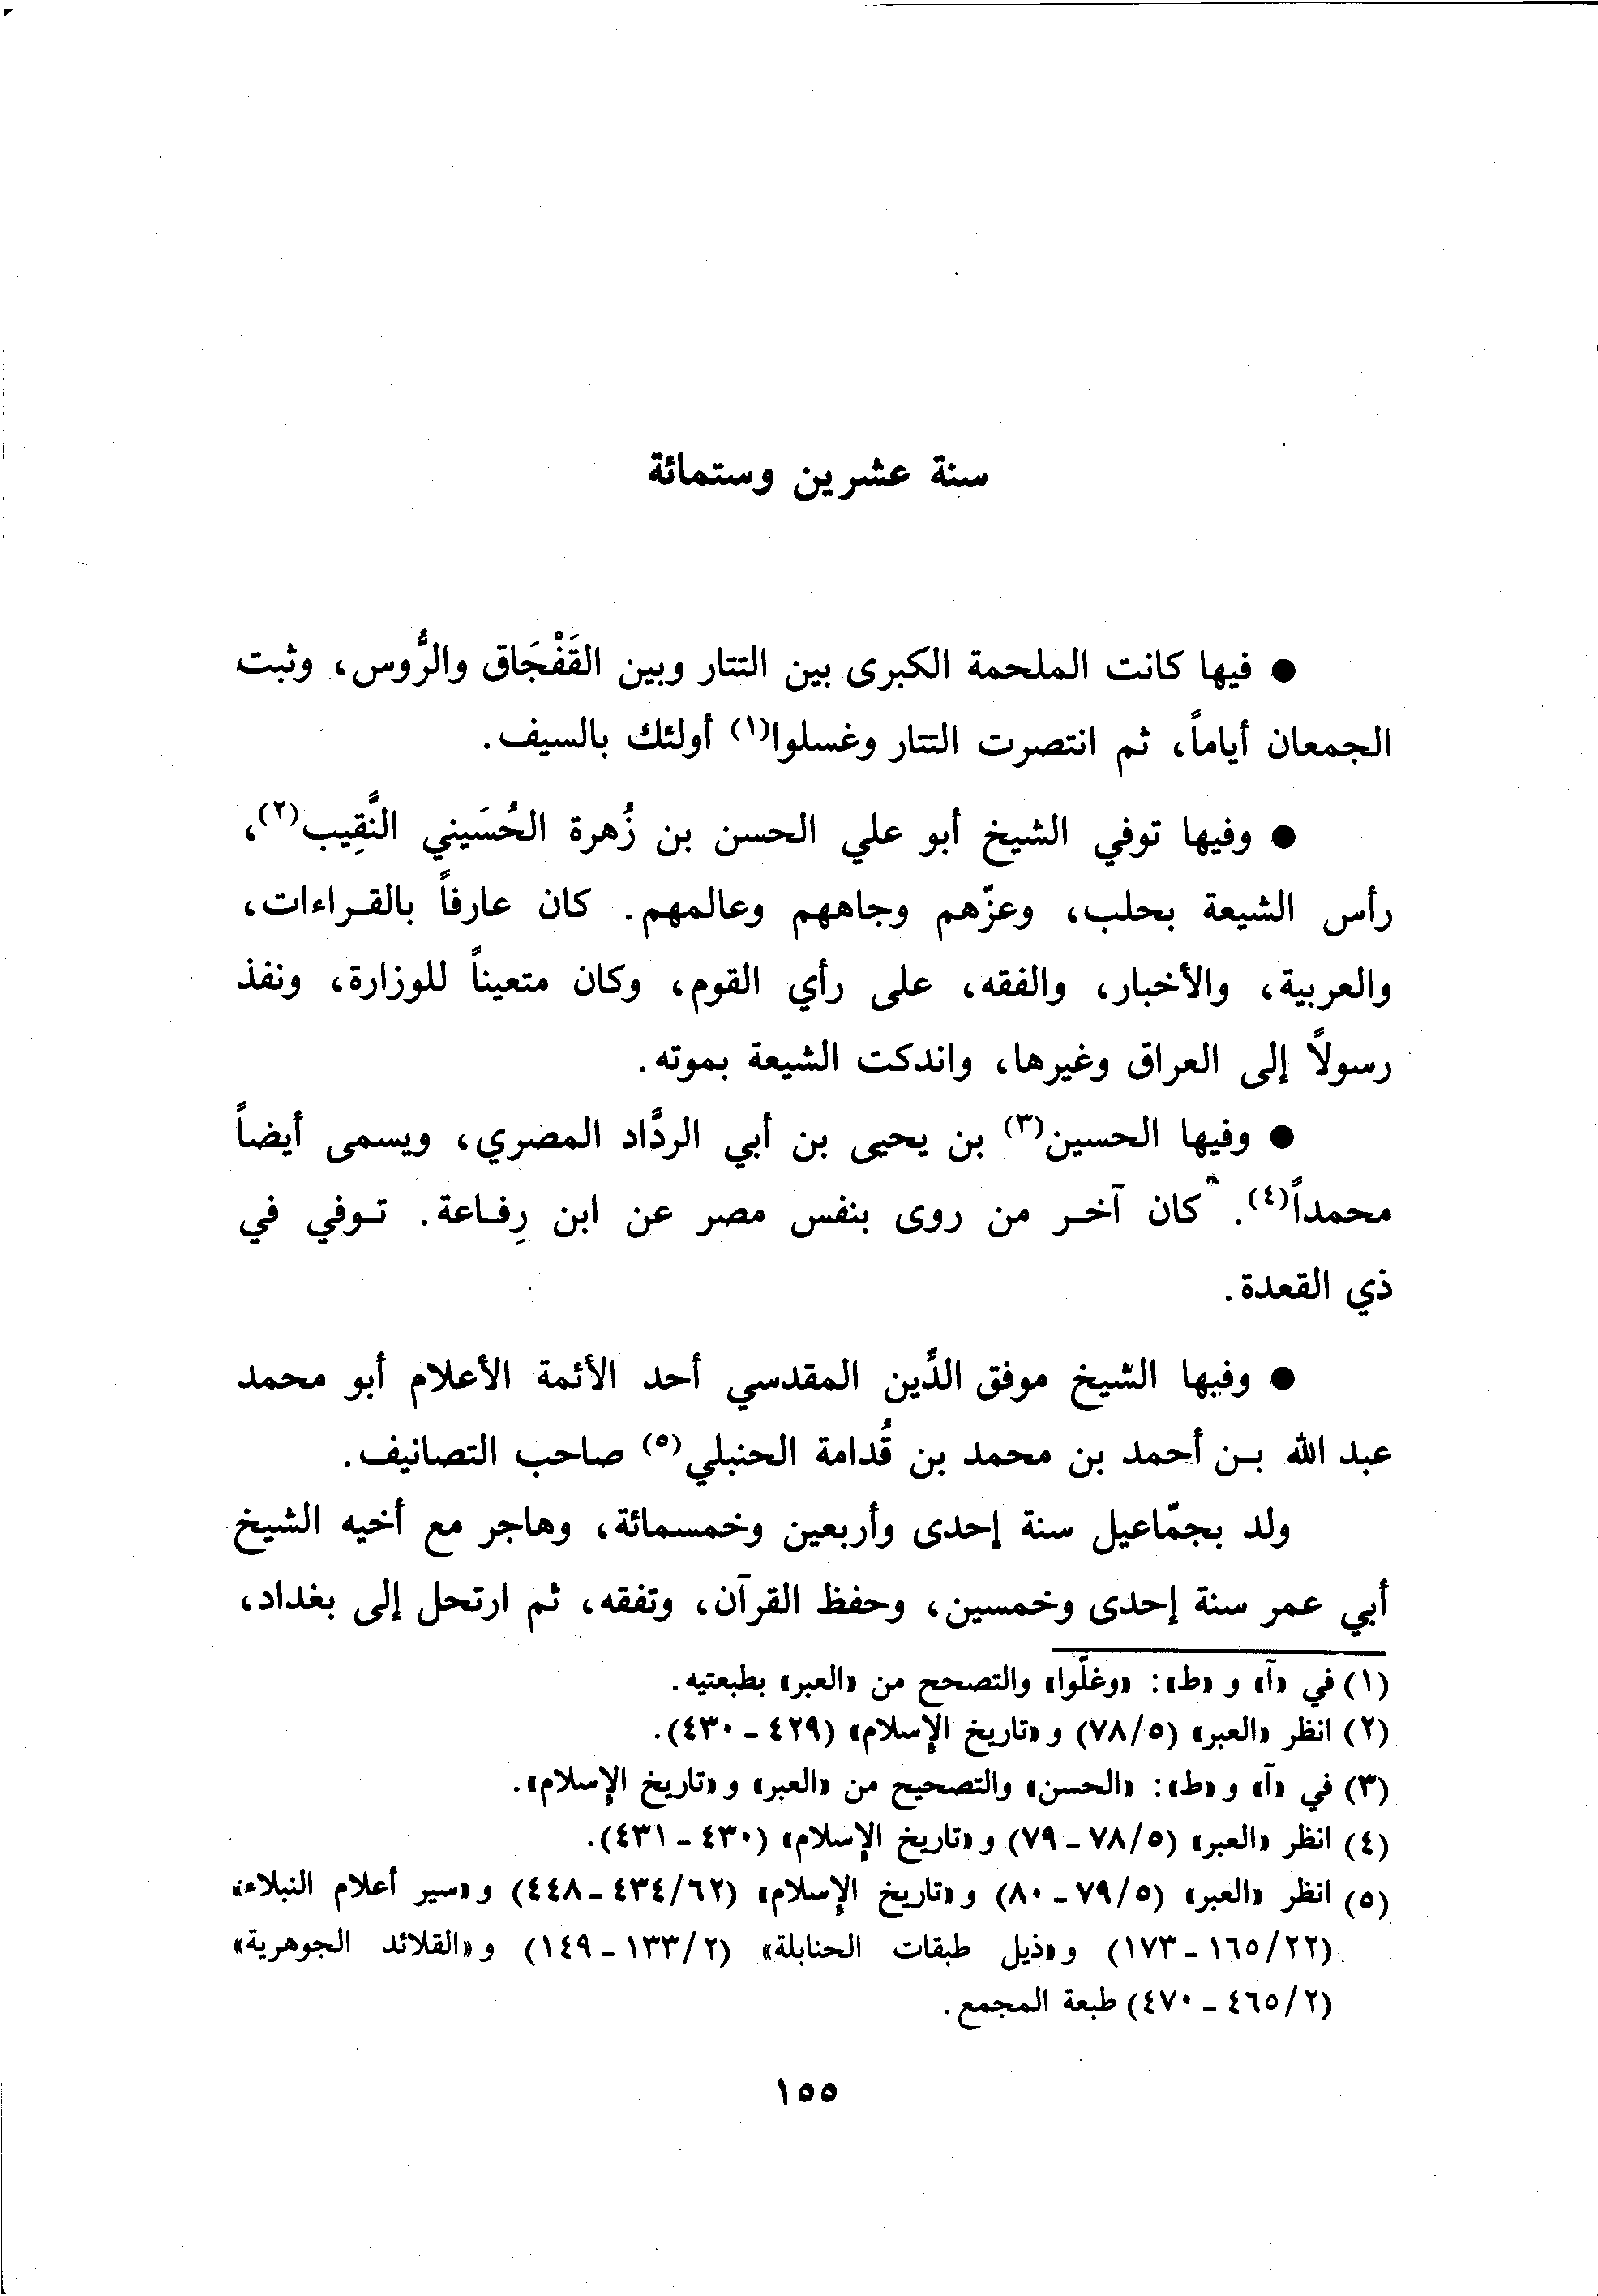 سنة عشرين وستمائة
● فيها كانت الملحمة الكبرى بين التتار وبين القَفْجَاق والرُّوس، وثبت
الجمعان أياماً، ثم انتصرت التتار وغسلوا(١) أولئك بالسيف.
● وفيها توفي الشيخ أبو علي الحسن بن زُهرة الحُسَيني النَّقِيب(٢)،
رأس الشيعة بحلب، وعزّهم وجاههم وعالمهم. كان عارفاً بالقراءات،
والعربية، والأخبار، والفقه، على رأي القوم، وكان متعيناً للوزارة، ونفذ
رسولاً إلى العراق وغيرها، واندكت الشيعة بموته.
● وفيها الحسين(٣) بن يحيى بن أبي الردَّاد المصري، ويسمى أيضاً
محمداً(٤). كان آخر من روى بنفس مصر عن ابن رِفاعة. توفي في
ذي القعدة.
● وفيها الشيخ موفق الدِّين المقدسي أحد الأئمة الأعلام أبو محمد
عبد الله بن أحمد بن محمد بن قُدامة الحنبلي(٥) صاحب التصانيف.
ولد بجمّاعيل سنة إحدى وأربعين وخمسمائة، وهاجر مع أخيه الشيخ
أبي عمر سنة إحدى وخمسين، وحفظ القرآن، وتفقه، ثم ارتحل إلى بغداد،
(١) في «آ» و «ط»: «وغلّوا» والتصحح من «العبر» بطبعتيه.
(٢) انظر «العبر» (٧٨/٥) و «تاريخ الإسلام» (٤٢٩ - ٤٣٠).
(٣) في «آ» و «ط»: «الحسن» والتصحيح من «العبر» و «تاريخ الإسلام».
(٤) انظر «العبر» (٧٨/٥ - ٧٩) و «تاريخ الإسلام» (٤٣٠ - ٤٣١).
(٥) انظر «العبر» (٧٩/٥ - ٨٠) و «تاريخ الإسلام» (٤٣٤/٦٢ - ٤٤٨) و «سير أعلام النبلاء»
(١٦٥/٢٢ - ١٧٣) و «ذيل طبقات الحنابلة» (١٣٣/٢ - ١٤٩) و «القلائد الجوهرية»
(٤٦٥/٢ - ٤٧٠) طبعة المجمع.
١٥٥